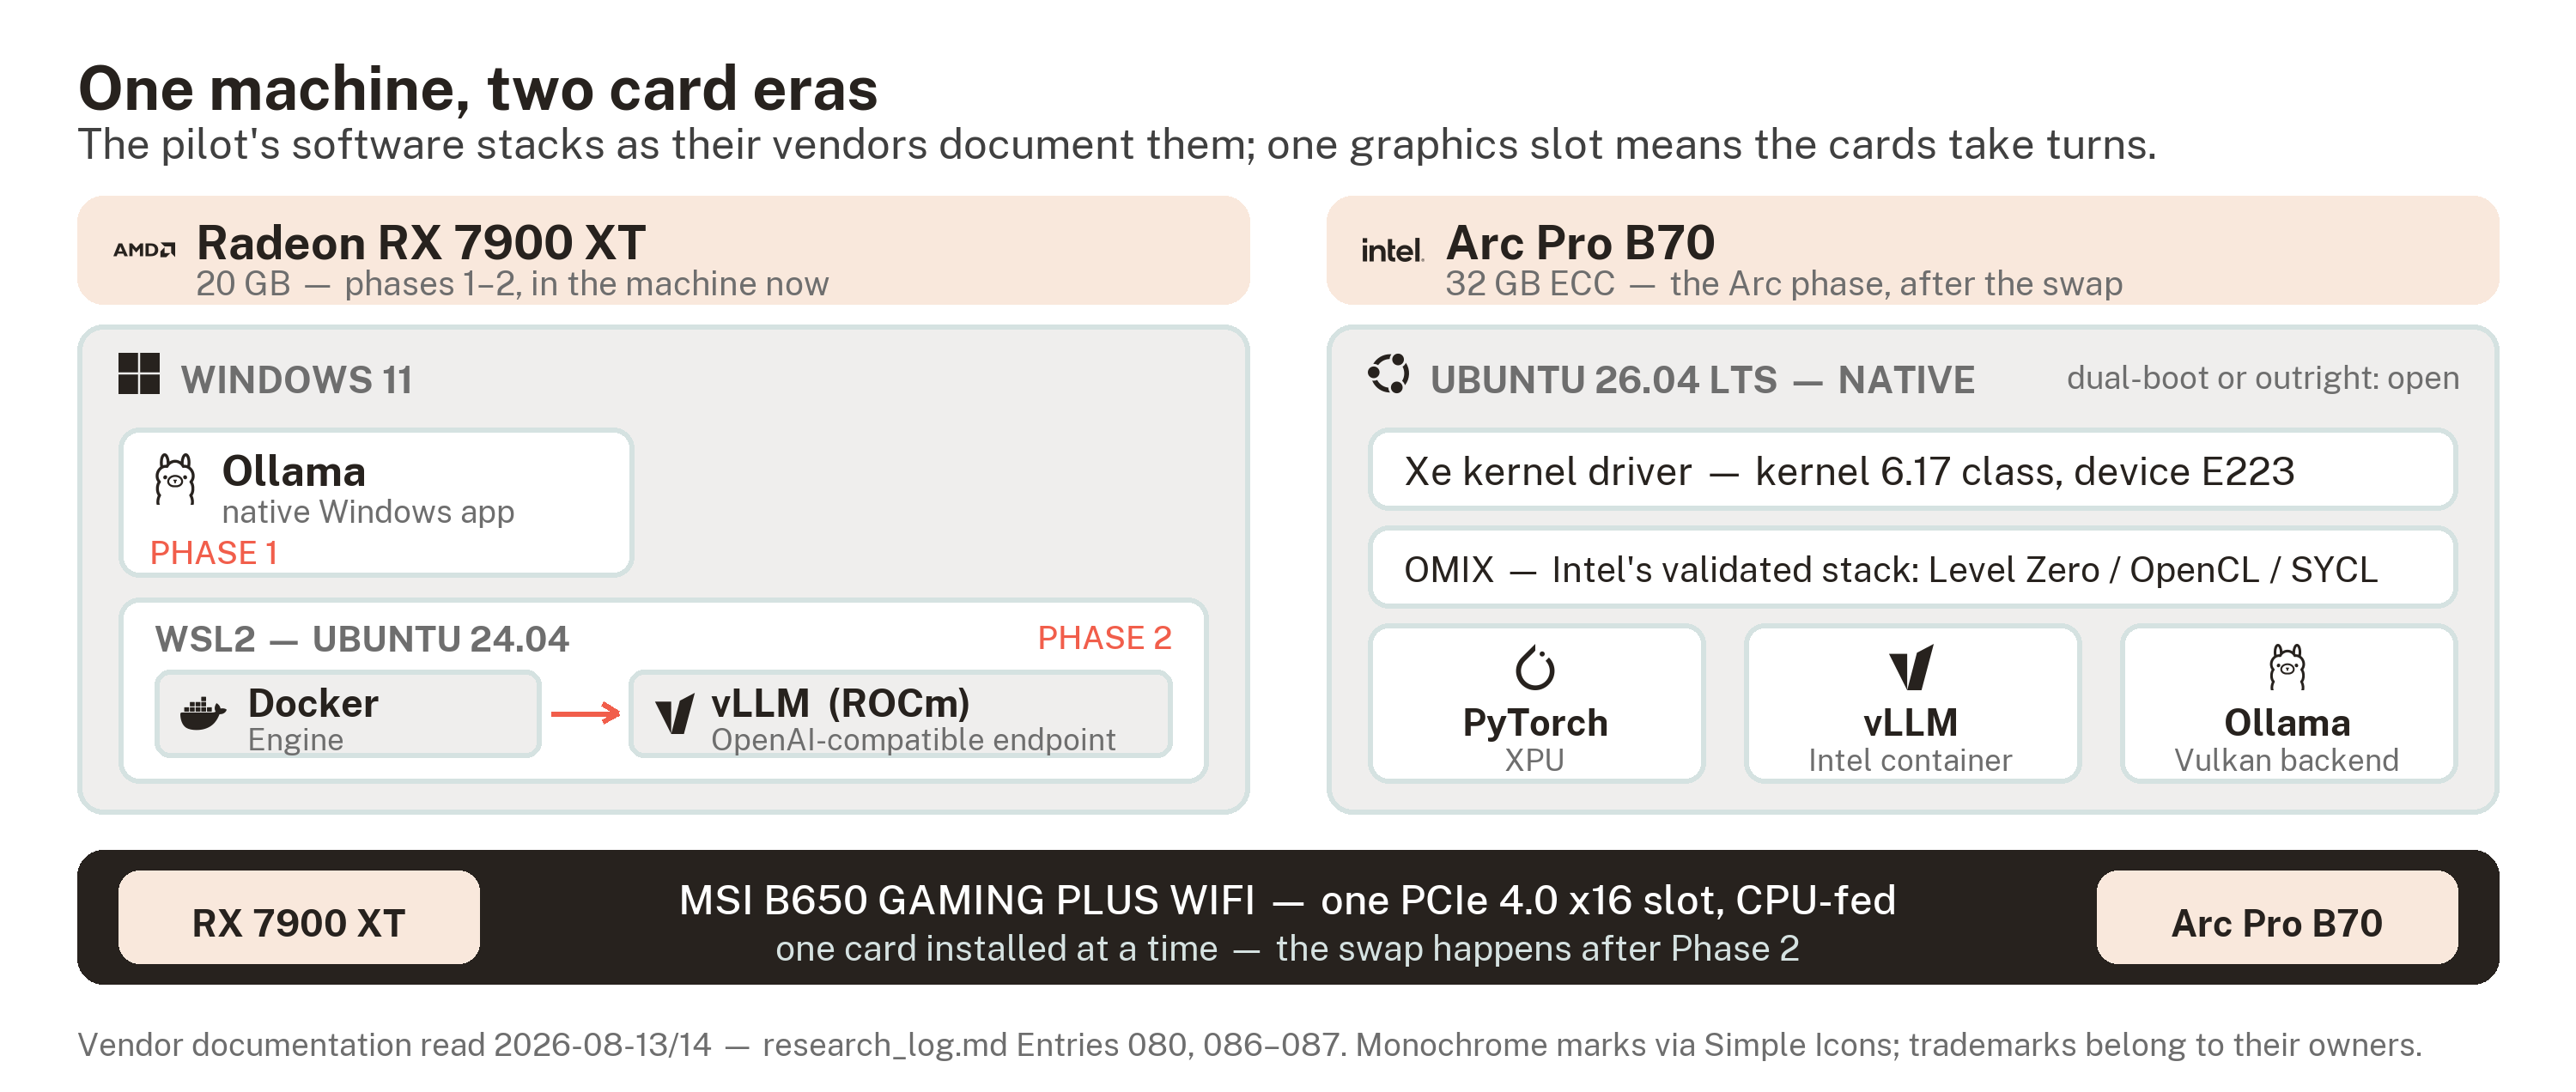 One machine, two card eras
The pilot's software stacks as their vendors document them; one graphics slot means the cards take turns.
AMD Radeon RX 7900 XT
20 GB — phases 1–2, in the machine now
WINDOWS 11
Ollama
native Windows app
PHASE 1
WSL2 — UBUNTU 24.04
PHASE 2
Docker
Engine
vLLM (ROCm)
OpenAI-compatible endpoint
intel. Arc Pro B70
32 GB ECC — the Arc phase, after the swap
UBUNTU 26.04 LTS — NATIVE
dual-boot or outright: open
Xe kernel driver — kernel 6.17 class, device E223
OMIX — Intel's validated stack: Level Zero / OpenCL / SYCL
PyTorch
XPU
vLLM
Intel container
Ollama
Vulkan backend
RX 7900 XT
MSI B650 GAMING PLUS WIFI — one PCIe 4.0 x16 slot, CPU-fed
one card installed at a time — the swap happens after Phase 2
Arc Pro B70
Vendor documentation read 2026-08-13/14 — research_log.md Entries 080, 086–087. Monochrome marks via Simple Icons; trademarks belong to their owners.